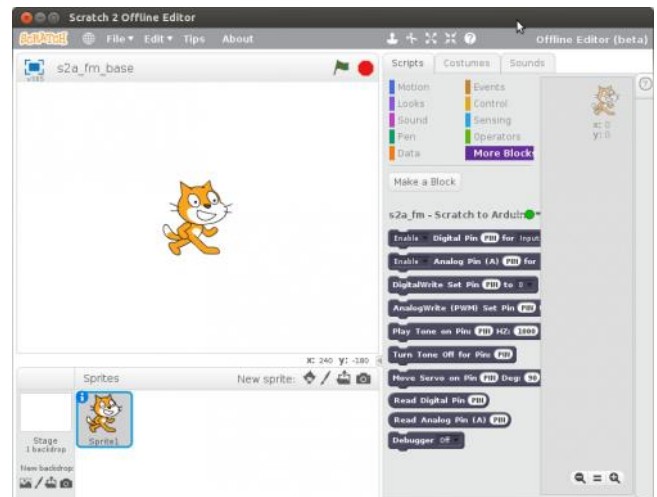 Scratch 2 Offline Editor
SCRATCH File Edit Tips About Offline Editor (beta)
s2a_fm_base
v385
Scripts Costumes Sounds
Motion Events
Looks Control
Sound Sensing
Pen Operators
Data More Block
x: 0
y: 0
Make a Block
s2a_fm - Scratch to Arduin
Enable Digital Pin PIN for Input
Enable Analog Pin (A) PIN for
DigitalWrite Set Pin PIN to 0
AnalogWrite (PWM) Set Pin PIN
Play Tone on Pin: PIN HZ: 1000
Turn Tone Off for Pin: PIN
Move Servo on Pin PIN Deg: 90
Read Digital Pin PIN
Read Analog Pin (A) PIN
Debugger Off
X: 240 Y: -180
Sprites New sprite:
Sprite1
Stage
1 backdrop
New backdrop: